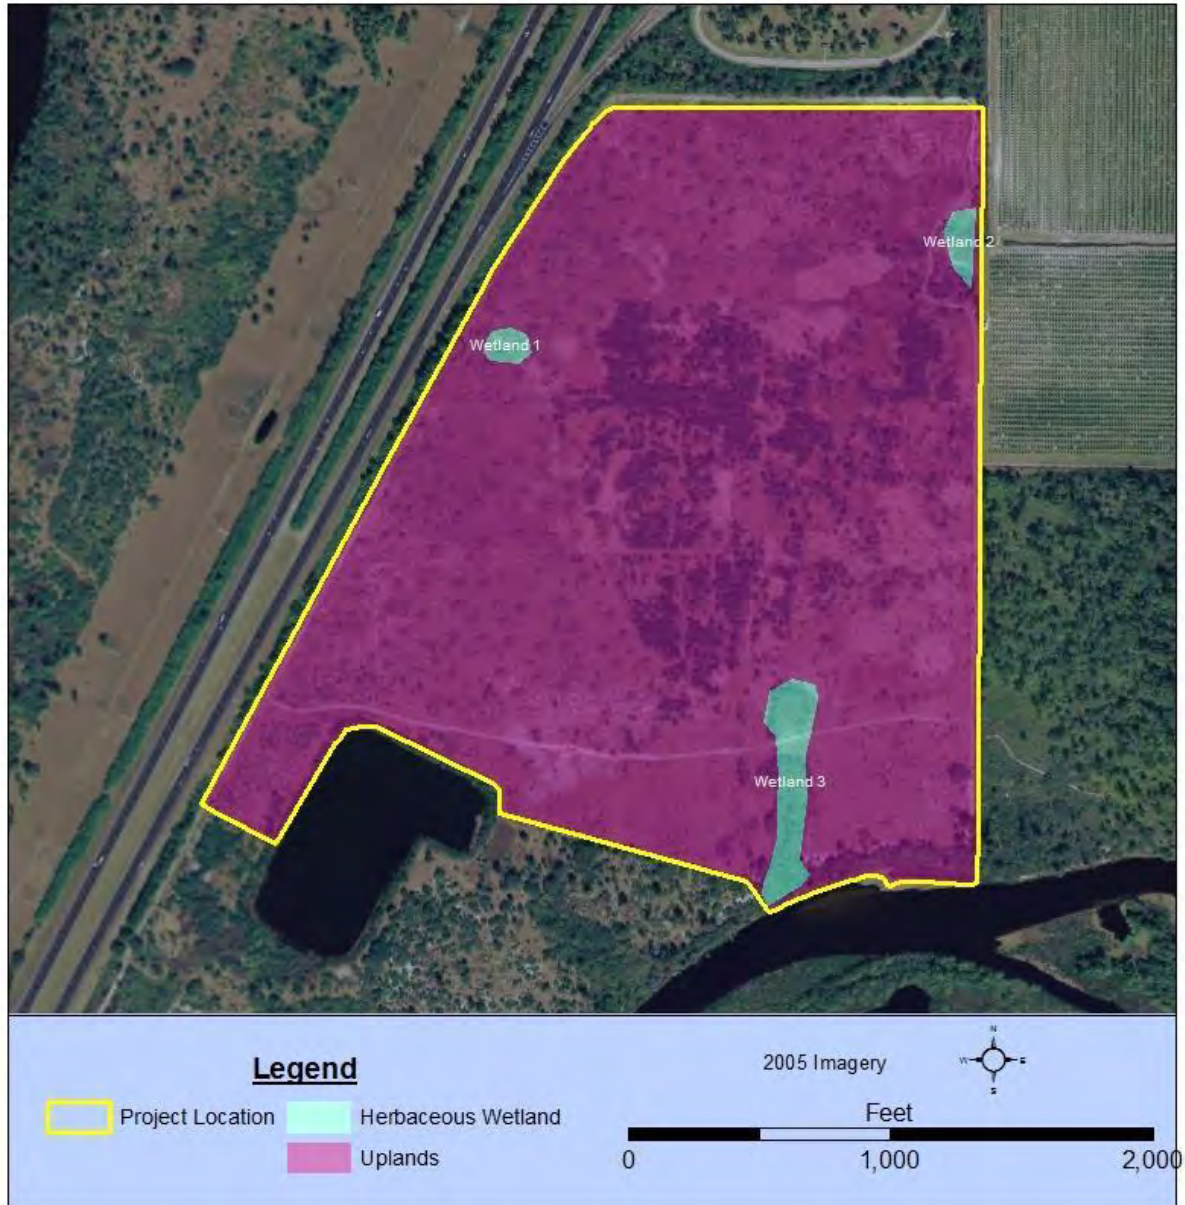 Wetland 2
Wetland 1
Wetland 3
Legend
2005 Imagery
N
W
E
S
Project Location
Herbaceous Wetland
Feet
Uplands
0
1,000
2,000